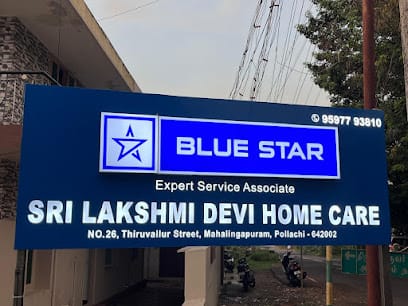 95977 93810
BLUE STAR
Expert Service Associate
SRI LAKSHMI DEVI HOME CARE
NO.26, Thiruvallur Street, Mahalingapuram, Pollachi - 642002